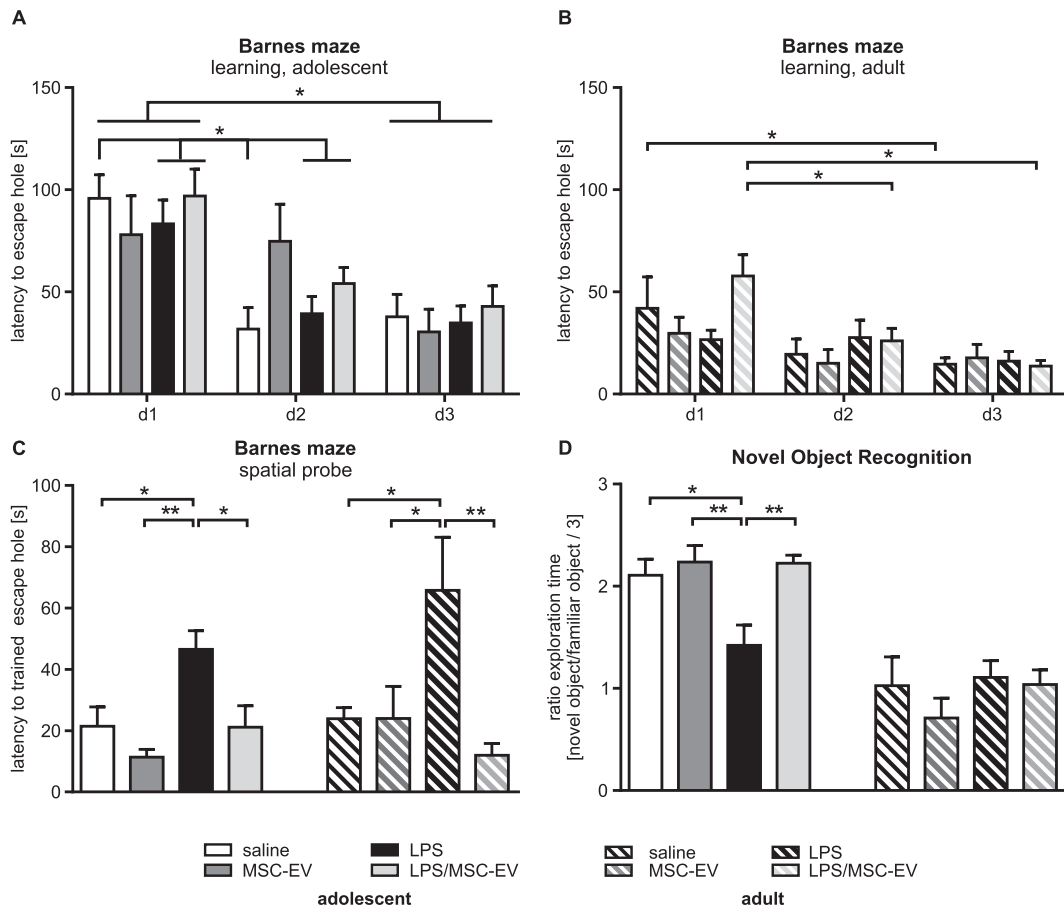 A
Barnes maze
learning, adolescent
latency to escape hole [s]
150
100
50
0
*
*
d1 d2 d3
B
Barnes maze
learning, adult
latency to escape hole [s]
150
100
50
0
*
*
*
d1 d2 d3
C
Barnes maze
spatial probe
latency to trained escape hole [s]
100
80
60
40
20
0
* *
** * * **
D
Novel Object Recognition
ratio exploration time
[novel object/familiar object / 3]
3
2
1
0
*
** **
saline LPS
MSC-EV LPS/MSC-EV
adolescent
saline LPS
MSC-EV LPS/MSC-EV
adult